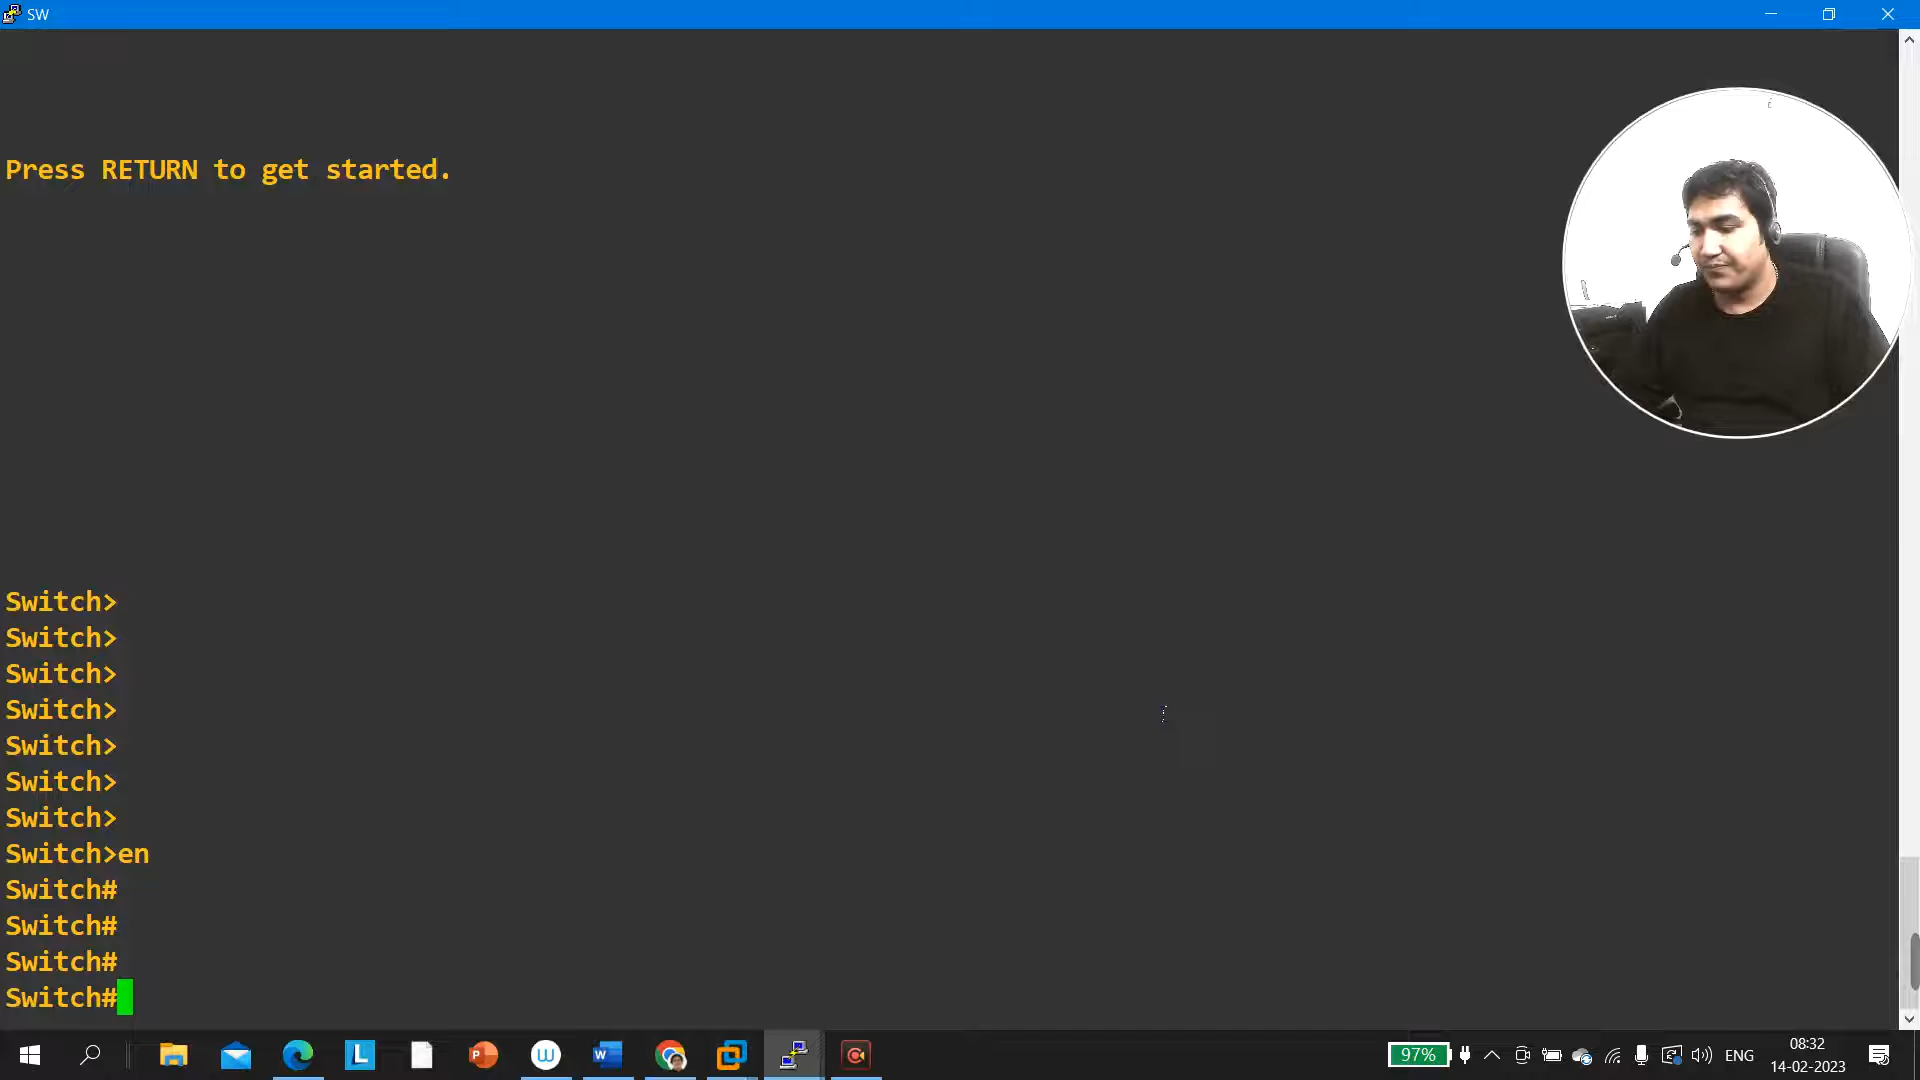 SW
Press RETURN to get started.
Switch>
Switch>
Switch>
Switch>
Switch>
Switch>
Switch>
Switch>en
Switch#
Switch#
Switch#
Switch#
97%
ENG
08:32
14-02-2023